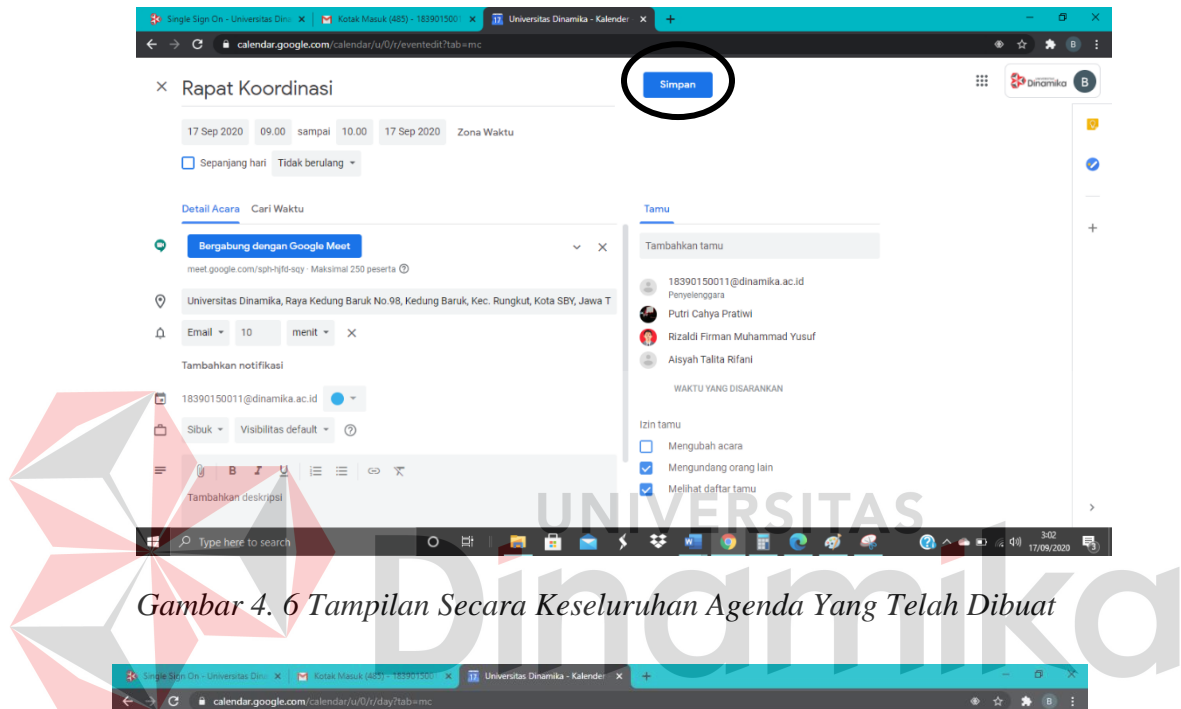 Single Sign On - Universitas Dina
Kotak Masuk (485) - 1839015001
Universitas Dinamika - Kalender
calendar.google.com/calendar/u/0/r/eventedit?tab=mc
B
Rapat Koordinasi
Simpan
Dinamika
B
17 Sep 2020 09.00 sampai 10.00 17 Sep 2020 Zona Waktu
Sepanjang hari Tidak berulang
Detail Acara Cari Waktu
Bergabung dengan Google Meet
meet.google.com/sph-hjfd-sqy · Maksimal 250 peserta
Universitas Dinamika, Raya Kedung Baruk No.98, Kedung Baruk, Kec. Rungkut, Kota SBY, Jawa T
Email 10 menit
Tambahkan notifikasi
18390150011@dinamika.ac.id
Sibuk Visibilitas default
B I U
Tambahkan deskripsi
Tamu
Tambahkan tamu
18390150011@dinamika.ac.id
Penyelenggara
Putri Cahya Pratiwi
Rizaldi Firman Muhammad Yusuf
Aisyah Talita Rifani
WAKTU YANG DISARANKAN
Izin tamu
Mengubah acara
Mengundang orang lain
Melihat daftar tamu
UNIVERSITAS
Dinamika
Type here to search
3:02
17/09/2020
3
Gambar 4. 6 Tampilan Secara Keseluruhan Agenda Yang Telah Dibuat
Single Sign On - Universitas Dina
Kotak Masuk (485) - 1839015001
Universitas Dinamika - Kalender
calendar.google.com/calendar/u/0/r/day?tab=mc
B